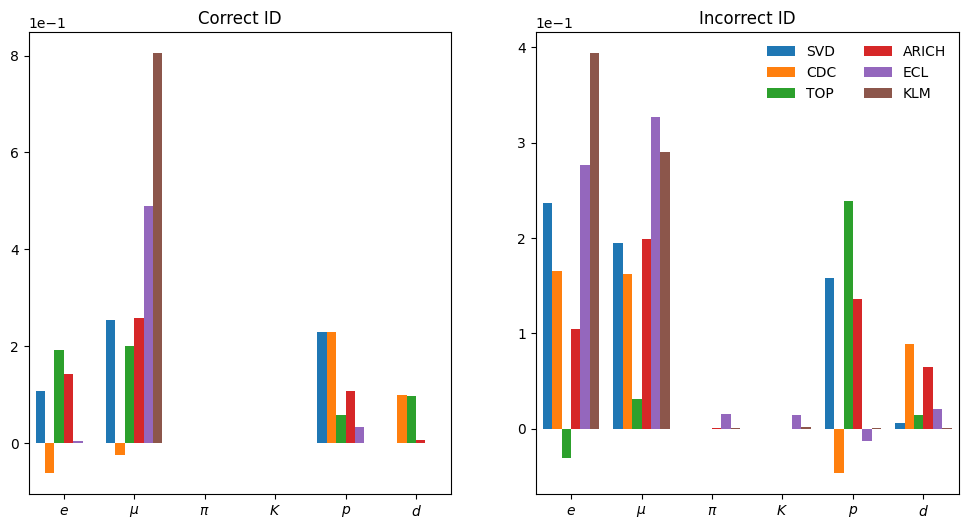 Correct ID
1e−1
8
6
4
2
0
e μ π K p d
Incorrect ID
1e−1
4
3
2
1
0
e μ π K p d
SVD
CDC
TOP
ARICH
ECL
KLM